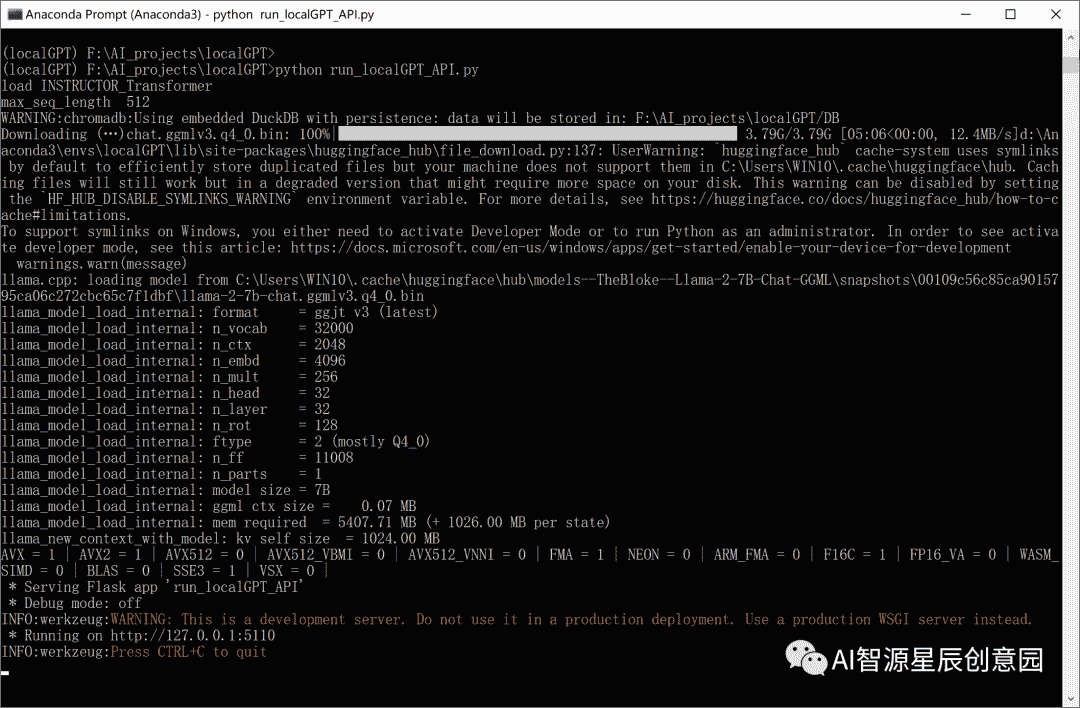 Anaconda Prompt (Anaconda3) - python  run_localGPT_API.py
(localGPT) F:\AI_projects\localGPT>
(localGPT) F:\AI_projects\localGPT>python run_localGPT_API.py
load INSTRUCTOR_Transformer
max_seq_length  512
WARNING:chromadb:Using embedded DuckDB with persistence: data will be stored in: F:\AI_projects\localGPT/DB
Downloading (…)chat.ggmlv3.q4_0.bin: 100%| 3.79G/3.79G [05:06<00:00, 12.4MB/s]d:\An
aconda3\envs\localGPT\lib\site-packages\huggingface_hub\file_download.py:137: UserWarning: `huggingface_hub` cache-system uses symlinks
 by default to efficiently store duplicated files but your machine does not support them in C:\Users\WIN10\.cache\huggingface\hub. Cach
ing files will still work but in a degraded version that might require more space on your disk. This warning can be disabled by setting
 the `HF_HUB_DISABLE_SYMLINKS_WARNING` environment variable. For more details, see https://huggingface.co/docs/huggingface_hub/how-to-c
ache#limitations.
To support symlinks on Windows, you either need to activate Developer Mode or to run Python as an administrator. In order to see activa
te developer mode, see this article: https://docs.microsoft.com/en-us/windows/apps/get-started/enable-your-device-for-development
  warnings.warn(message)
llama.cpp: loading model from C:\Users\WIN10\.cache\huggingface\hub\models--TheBloke--Llama-2-7B-Chat-GGML\snapshots\00109c56c85ca90157
95ca06c272cbc65c7f1dbf\llama-2-7b-chat.ggmlv3.q4_0.bin
llama_model_load_internal: format     = ggjt v3 (latest)
llama_model_load_internal: n_vocab    = 32000
llama_model_load_internal: n_ctx      = 2048
llama_model_load_internal: n_embd     = 4096
llama_model_load_internal: n_mult     = 256
llama_model_load_internal: n_head     = 32
llama_model_load_internal: n_layer    = 32
llama_model_load_internal: n_rot      = 128
llama_model_load_internal: ftype      = 2 (mostly Q4_0)
llama_model_load_internal: n_ff       = 11008
llama_model_load_internal: n_parts    = 1
llama_model_load_internal: model size = 7B
llama_model_load_internal: ggml ctx size =    0.07 MB
llama_model_load_internal: mem required  = 5407.71 MB (+ 1026.00 MB per state)
llama_new_context_with_model: kv self size  = 1024.00 MB
AVX = 1 | AVX2 = 1 | AVX512 = 0 | AVX512_VBMI = 0 | AVX512_VNNI = 0 | FMA = 1 | NEON = 0 | ARM_FMA = 0 | F16C = 1 | FP16_VA = 0 | WASM_
SIMD = 0 | BLAS = 0 | SSE3 = 1 | VSX = 0 |
 * Serving Flask app 'run_localGPT_API'
 * Debug mode: off
INFO:werkzeug:WARNING: This is a development server. Do not use it in a production deployment. Use a production WSGI server instead.
 * Running on http://127.0.0.1:5110
INFO:werkzeug:Press CTRL+C to quit
AI智源星辰创意园